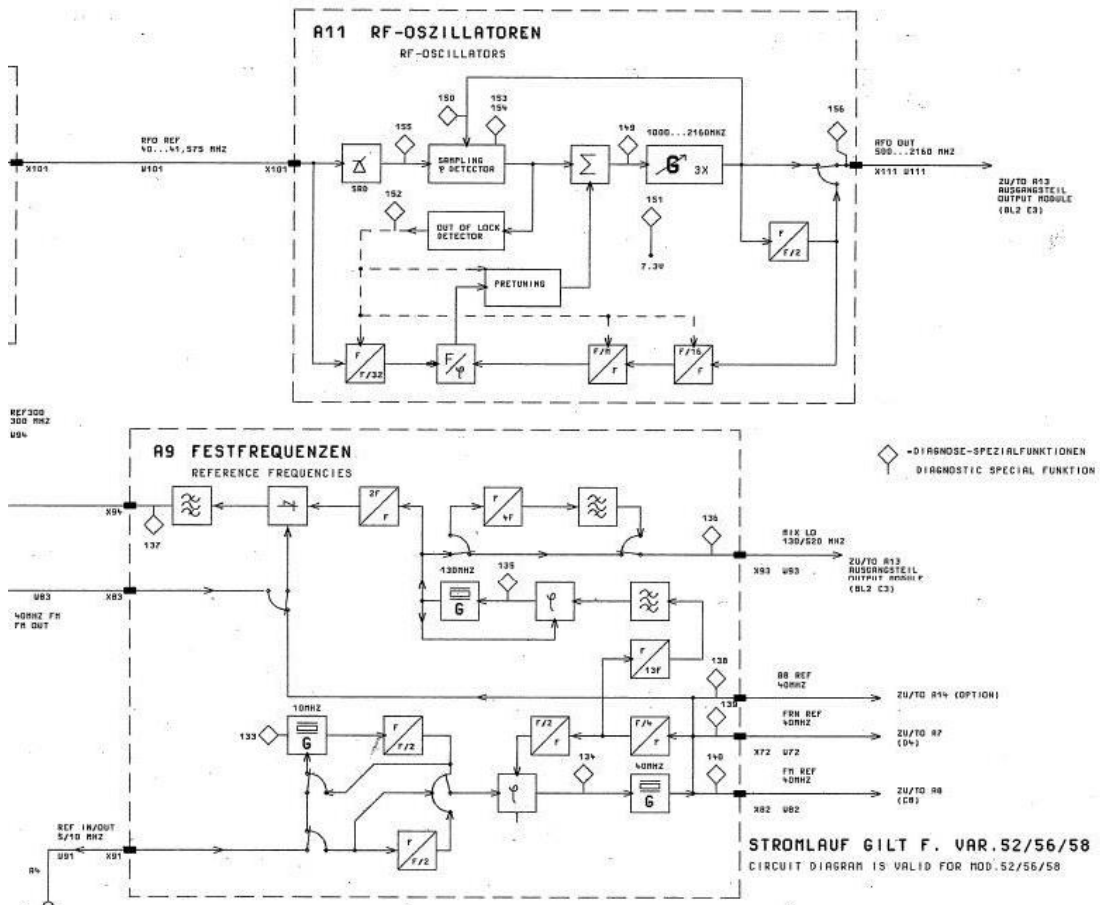 A11 RF-OSZILLATOREN
RF-OSCILLATORS
RFO REF
40...41,575 MHZ
X101
W101
X101
SRD
155
150
153
154
SAMPLING
φ DETECTOR
152
OUT OF LOCK
DETECTOR
PRETUNING
Σ
149
1000...2160MHZ
G
3X
151
7.3V
F
F/2
156
RFO OUT
500...2160 MHZ
X111 W111
ZU/TO A13
AUSGANGSTEIL
OUTPUT MODULE
(BL2 E3)
F
F/32
F/φ
F/N
F
F/16
F
REF300
300 MHZ
W94
A9 FESTFREQUENZEN
REFERENCE FREQUENCIES
=DIAGNOSE-SPEZIALFUNKTIONEN
DIAGNOSTIC SPECIAL FUNKTION
X94
137
2F
F
F
4F
136
MIX LO
130/520 MHZ
X93 W93
ZU/TO A13
AUSGANGSTEIL
OUTPUT MODULE
(BL2 C3)
W83
X83
40MHZ FM
FM OUT
130MHZ
G
135
φ
F
13F
138
BB REF
40MHZ
ZU/TO A14 (OPTION)
139
FRN REF
40MHZ
X72 W72
ZU/TO A7
(D4)
10MHZ
133
G
F
F/2
F/2
F
F/4
F
134
φ
40MHZ
G
140
FM REF
40MHZ
X82 W82
ZU/TO A8
(C8)
REF IN/OUT
5/10 MHZ
W91
X91
F
F/2
A4
STROMLAUF GILT F. VAR.52/56/58
CIRCUIT DIAGRAM IS VALID FOR MOD.52/56/58